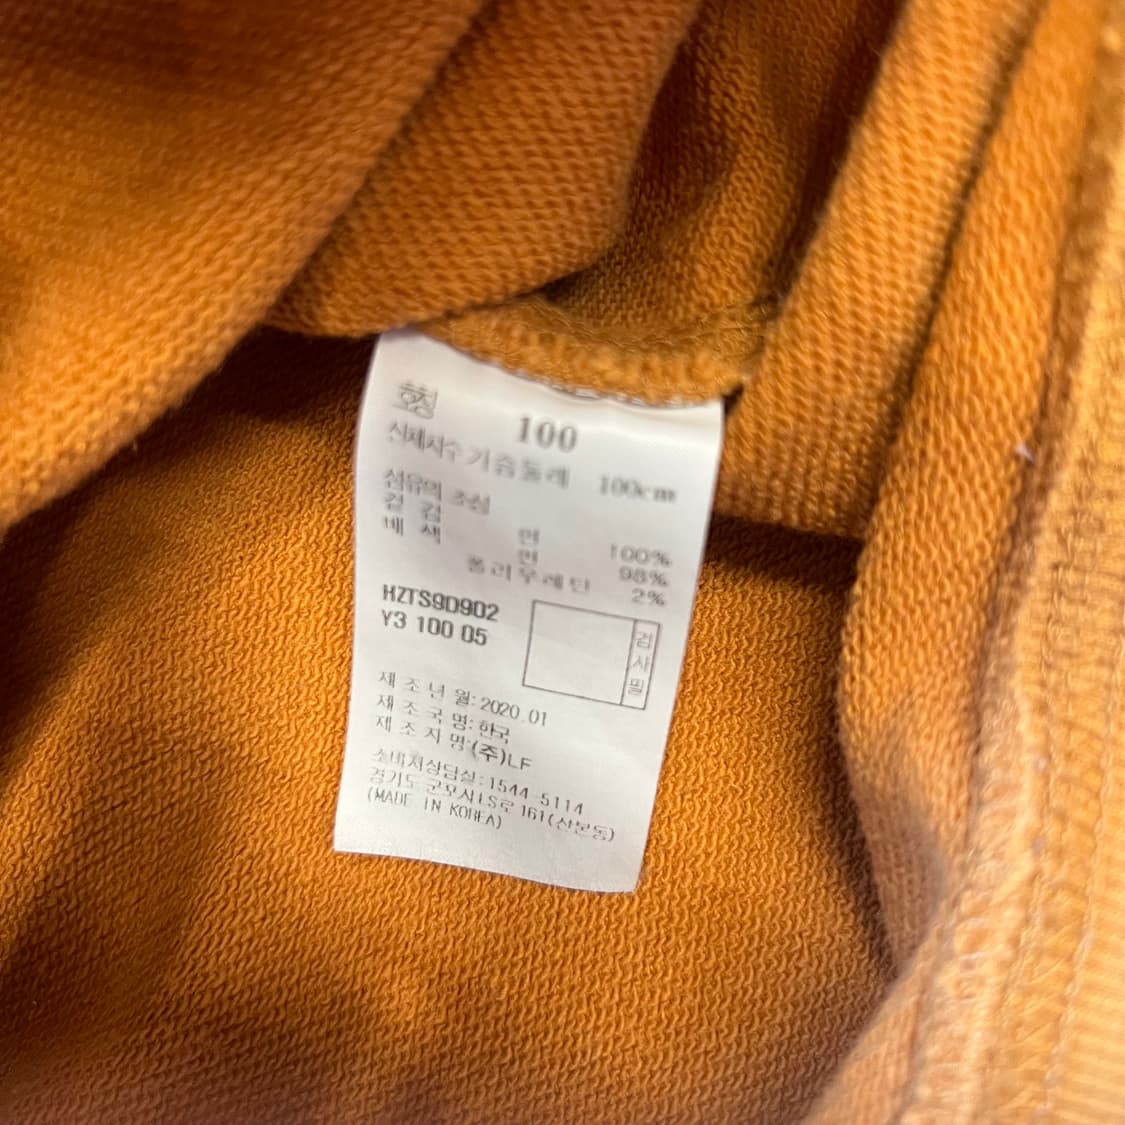 호칭 100
신체치수 기슴둘레 100cm
섬유의 조성
겉감 면 100%
배색 면 98%
폴리우레탄 2%
HZTS9D902
Y3 100 05
검사필
제조년월: 2020.01
제조국명: 한국
제조자명: (주)LF
소비자상담실: 1544-5114
경기도 군포시 LS로 161(산본동)
(MADE IN KOREA)